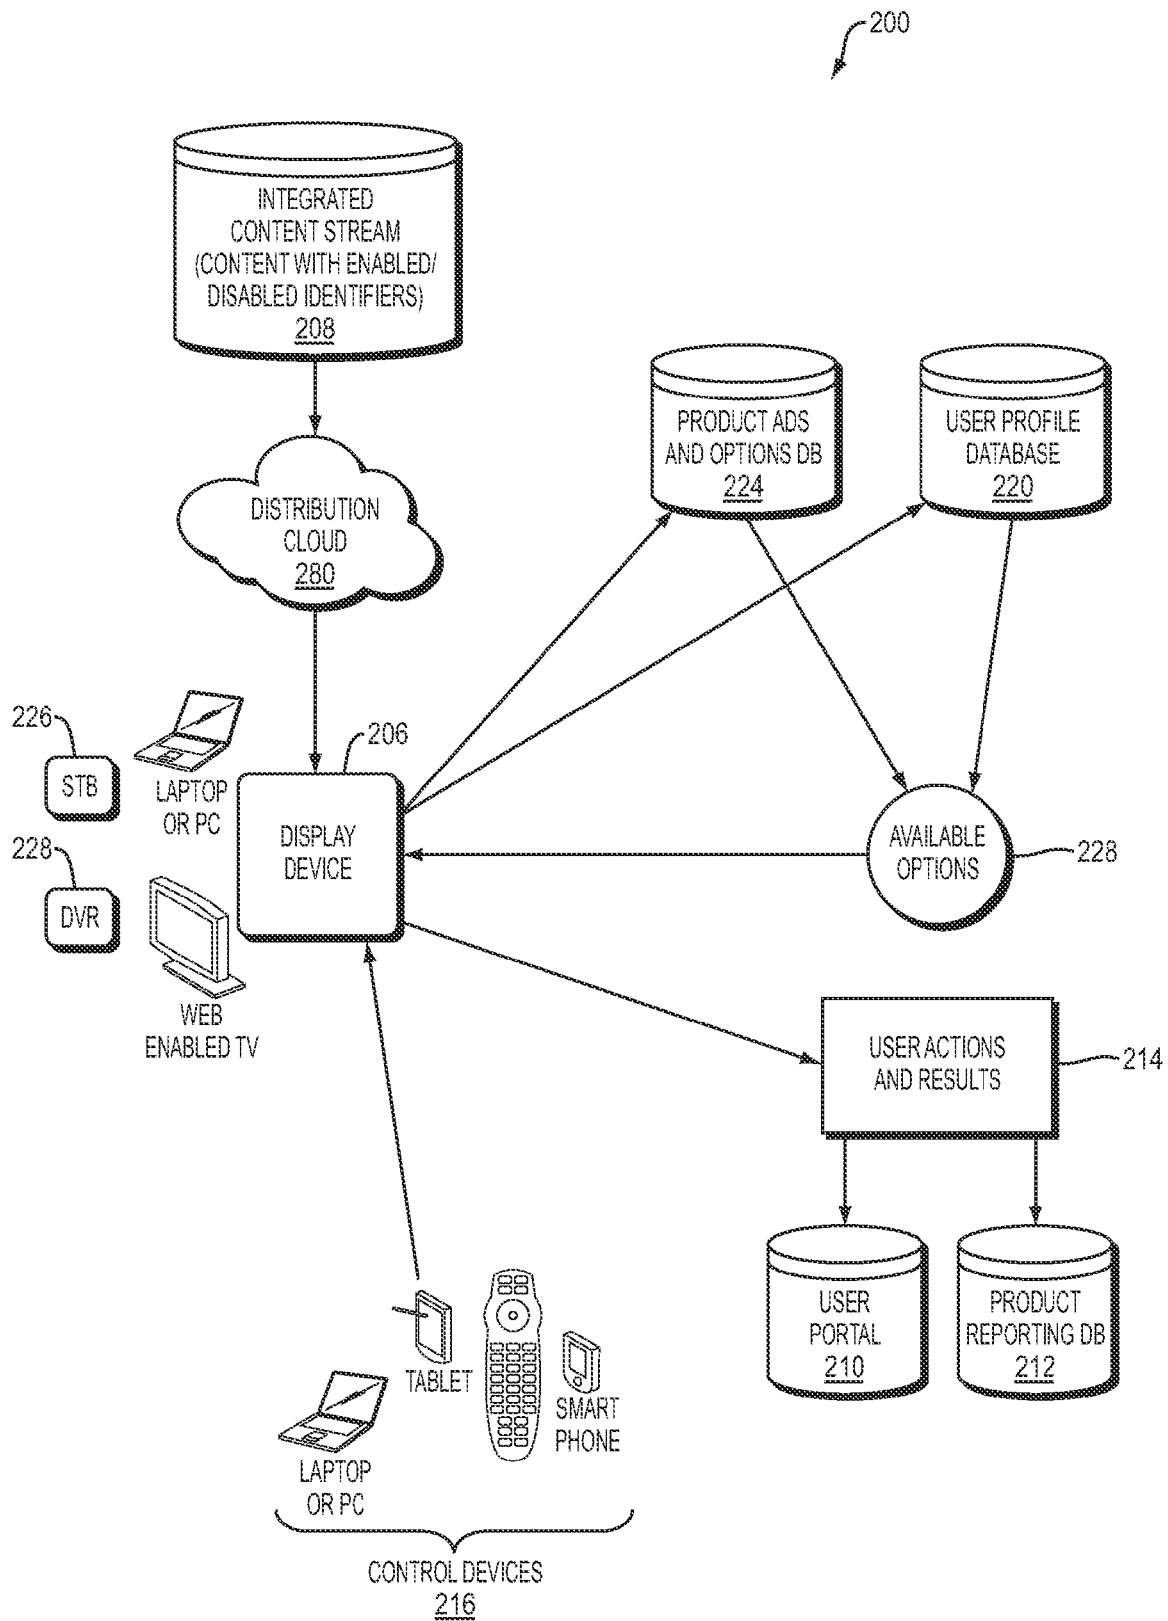 200
INTEGRATED
CONTENT STREAM
(CONTENT WITH ENABLED/
DISABLED IDENTIFIERS)
208
PRODUCT ADS
AND OPTIONS DB
224
USER PROFILE
DATABASE
220
DISTRIBUTION
CLOUD
280
226
STB
LAPTOP
OR PC
206
DISPLAY
DEVICE
228
DVR
WEB
ENABLED TV
AVAILABLE
OPTIONS
228
USER ACTIONS
AND RESULTS
214
USER
PORTAL
210
PRODUCT
REPORTING DB
212
TABLET
SMART
PHONE
LAPTOP
OR PC
CONTROL DEVICES
216